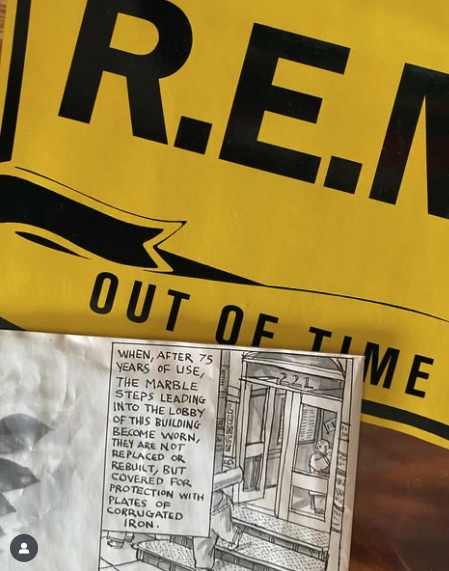 R.E.M
OUT OF TIME
WHEN, AFTER 75
YEARS OF USE,
THE MARBLE
STEPS LEADING
INTO THE LOBBY
OF THIS BUILDING
BECOME WORN,
THEY ARE NOT
REPLACED OR
REBUILT, BUT
COVERED FOR
PROTECTION WITH
PLATES OF
CORRUGATED
IRON.
221